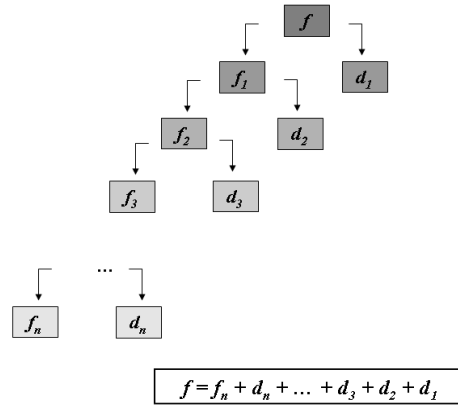 f
f₁ d₁
f₂ d₂
f₃ d₃
...
fₙ dₙ
f = fₙ + dₙ + ... + d₃ + d₂ + d₁